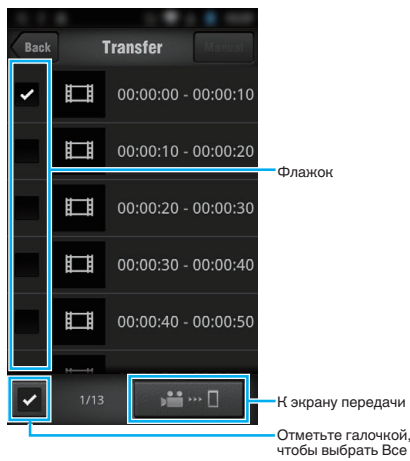 Back Transfer Manual
00:00:00 - 00:00:10
00:00:10 - 00:00:20
Флажок
00:00:20 - 00:00:30
00:00:30 - 00:00:40
00:00:40 - 00:00:50
1/13
К экрану передачи
Отметьте галочкой,
чтобы выбрать Все